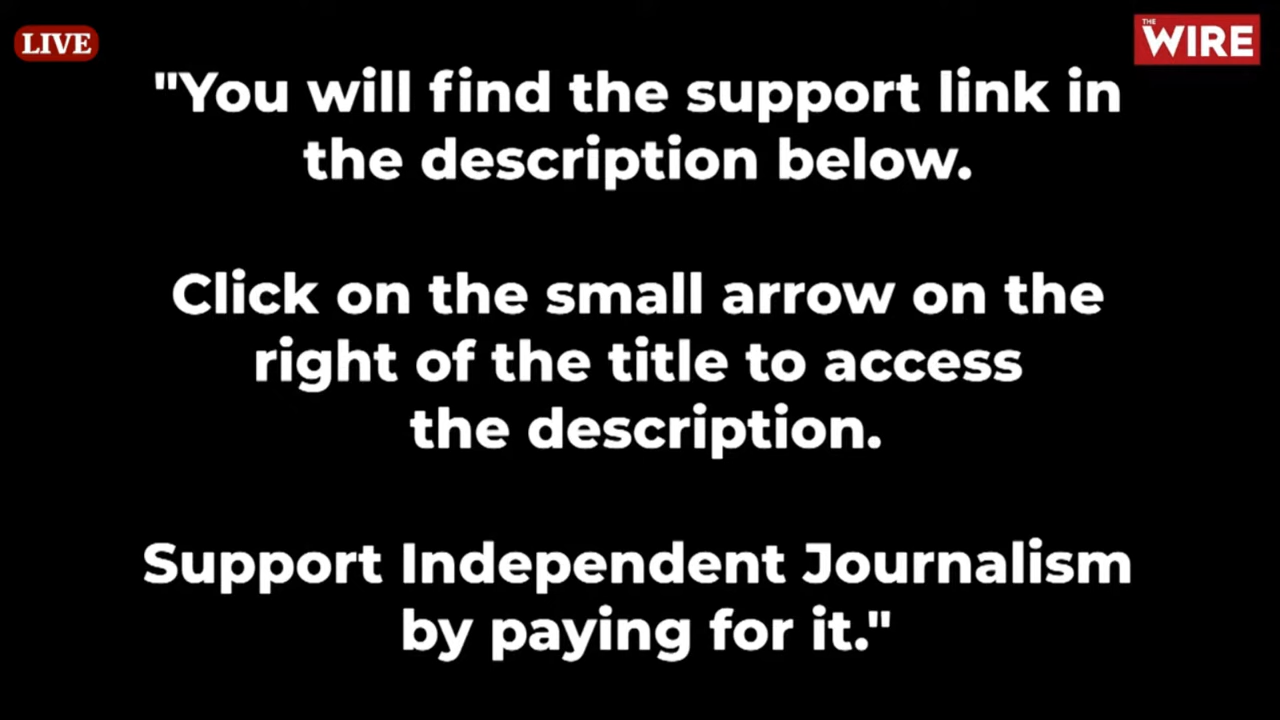 LIVE
THE
WIRE
"You will find the support link in
the description below.
Click on the small arrow on the
right of the title to access
the description.
Support Independent Journalism
by paying for it."